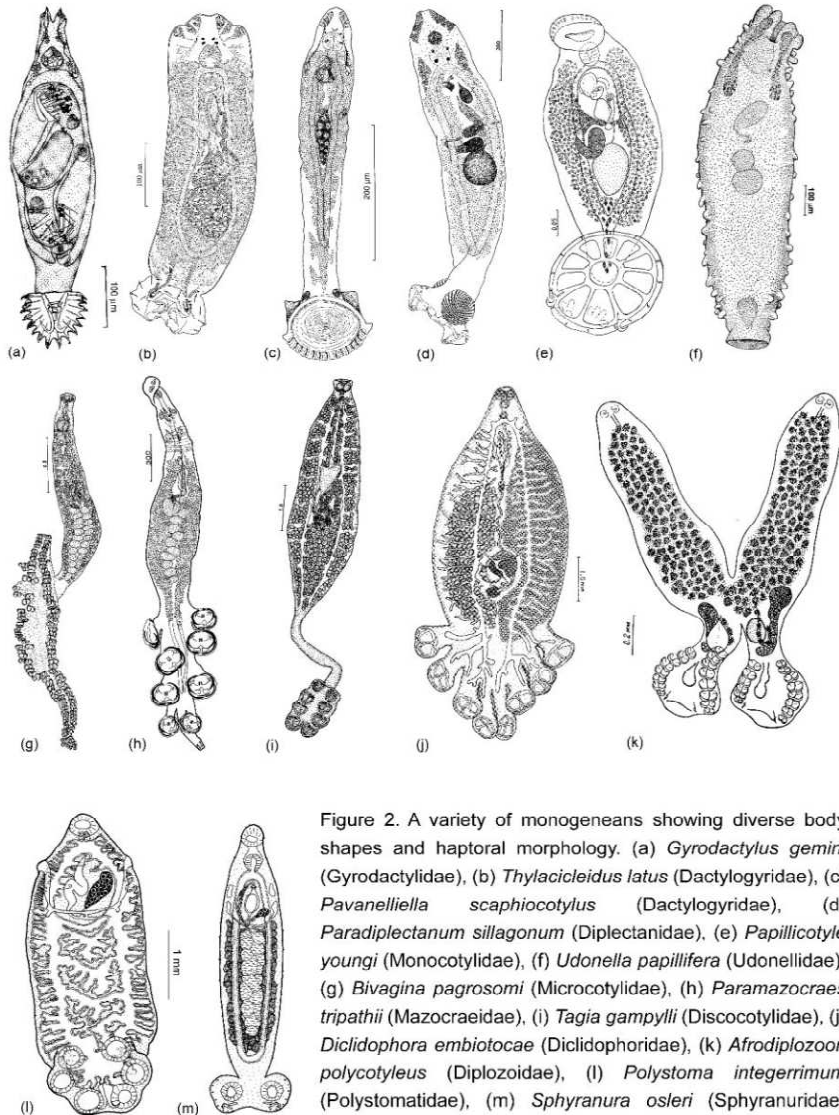 100 µm
100 µm
200 µm
0.05
100 µm
(a)
(b)
(c)
(d)
(e)
(f)
0.2 mm
(g)
(h)
(i)
(j)
(k)
1 mm
(l)
(m)
Figure 2. A variety of monogeneans showing diverse body
shapes and haptoral morphology. (a) Gyrodactylus gemin
(Gyrodactylidae), (b) Thylacicleidus latus (Dactylogyridae), (c
Pavanelliella scaphiocotylus (Dactylogyridae), (d
Paradiplectanum sillagonum (Diplectanidae), (e) Papillicotyle
youngi (Monocotylidae), (f) Udonella papillifera (Udonellidae)
(g) Bivagina pagrosomi (Microcotylidae), (h) Paramazocraes
tripathii (Mazocraeidae), (i) Tagia gampylli (Discocotylidae), (j
Diclidophora embiotocae (Diclidophoridae), (k) Afrodiplozoon
polycotyleus (Diplozoidae), (l) Polystoma integerrimum
(Polystomatidae), (m) Sphyranura osleri (Sphyranuridae